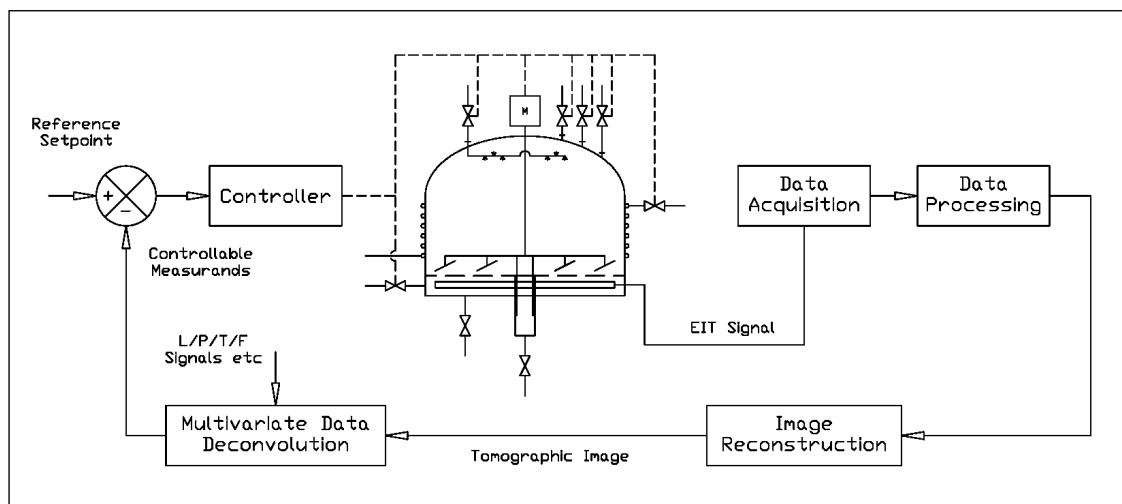 Reference
Setpoint
+
-
Controller
M
Data
Acquisition
Data
Processing
Controllable
Measurands
EIT Signal
L/P/T/F
Signals etc
Multivariate Data
Deconvolution
Tomographic Image
Image
Reconstruction